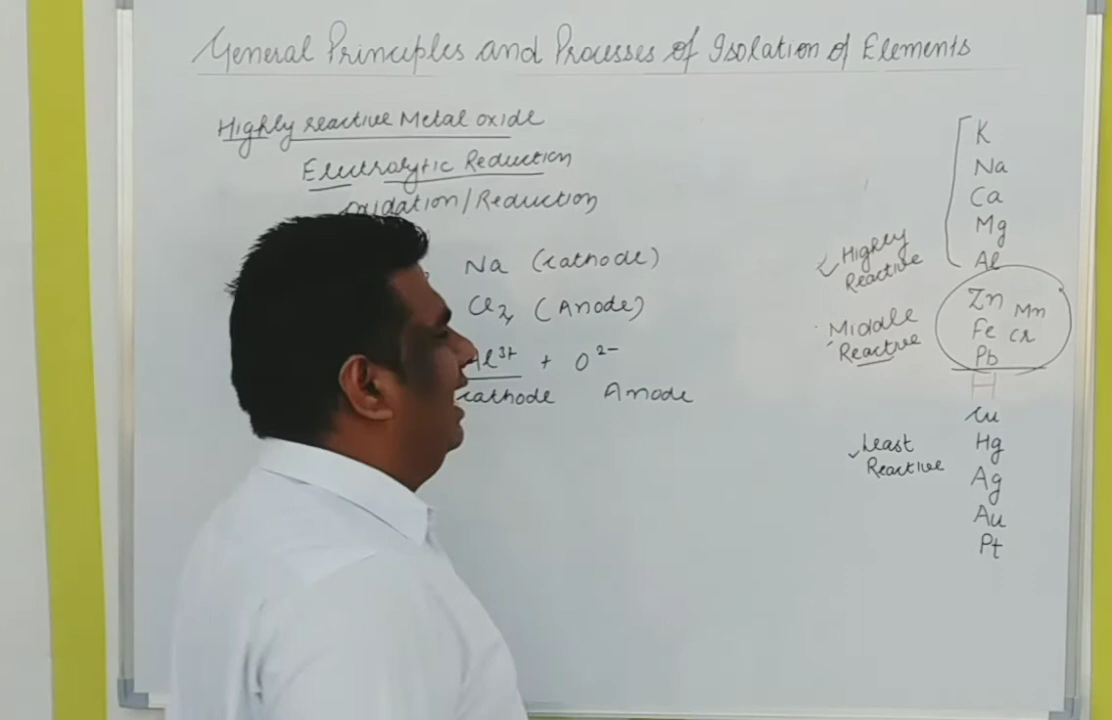 General Principles and Processes of Isolation of Elements
Highly reactive Metal oxide
Electrolytic Reduction
oxidation/Reduction
Na (cathode)
Cl₂ (Anode)
Al³⁺ + O²⁻
cathode Anode
Highly
Reactive
Middle
Reactive
Least
Reactive
K
Na
Ca
Mg
Al
Zn Mn
Fe Cr
Pb
H
Cu
Hg
Ag
Au
Pt